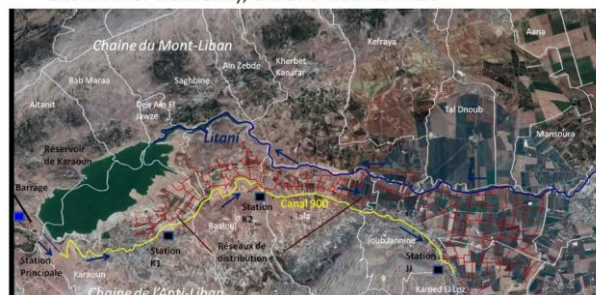 Chaine du Mont-Liban
Aana
Kefraya
Ain Zebde
Kherbet
Kanafar
Saghbine
Bab Maraa
Aitanit
Deir Ain El
Jawze
Tal Dnoub
Mansoura
Litani
Réservoir
de Karaoun
Barrage
Station
K2
Canal 900
Lala
Baaloul
Station
K1
Réseaux de
distribution
JoubJannine
Station
JJ
Station
Principale
Karaoun
Kamed El Loz
Chaine de l'Anti-Liban